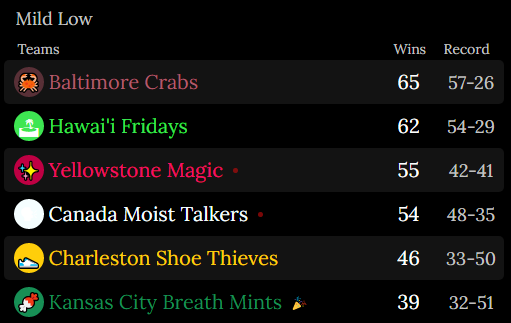 Mild Low
Teams Wins Record
Baltimore Crabs 65 57-26
Hawai'i Fridays 62 54-29
Yellowstone Magic 55 42-41
Canada Moist Talkers 54 48-35
Charleston Shoe Thieves 46 33-50
Kansas City Breath Mints 39 32-51